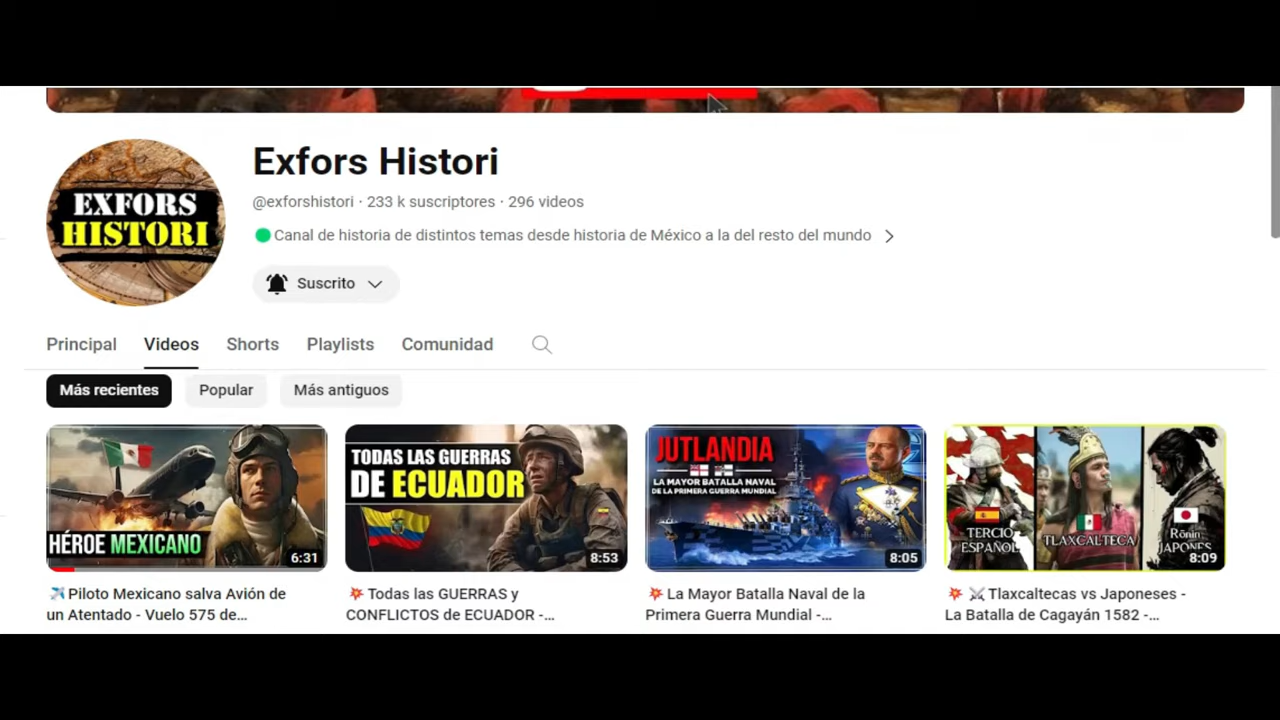 EXFORS
HISTORI
Exfors Histori
@exforshistori · 233 k suscriptores · 296 videos
Canal de historia de distintos temas desde historia de México a la del resto del mundo
Suscrito
Principal Videos Shorts Playlists Comunidad
Más recientes Popular Más antiguos
HÉROE MEXICANO
6:31
TODAS LAS GUERRAS
DE ECUADOR
8:53
JUTLANDIA
LA MAYOR BATALLA NAVAL
DE LA PRIMERA GUERRA MUNDIAL
8:05
TERCIO
ESPAÑOL
TLAXCALTECA
Ronin
JAPONES
8:09
Piloto Mexicano salva Avión de
un Atentado - Vuelo 575 de...
Todas las GUERRAS y
CONFLICTOS de ECUADOR -...
La Mayor Batalla Naval de la
Primera Guerra Mundial -...
Tlaxcaltecas vs Japoneses -
La Batalla de Cagayán 1582 -...